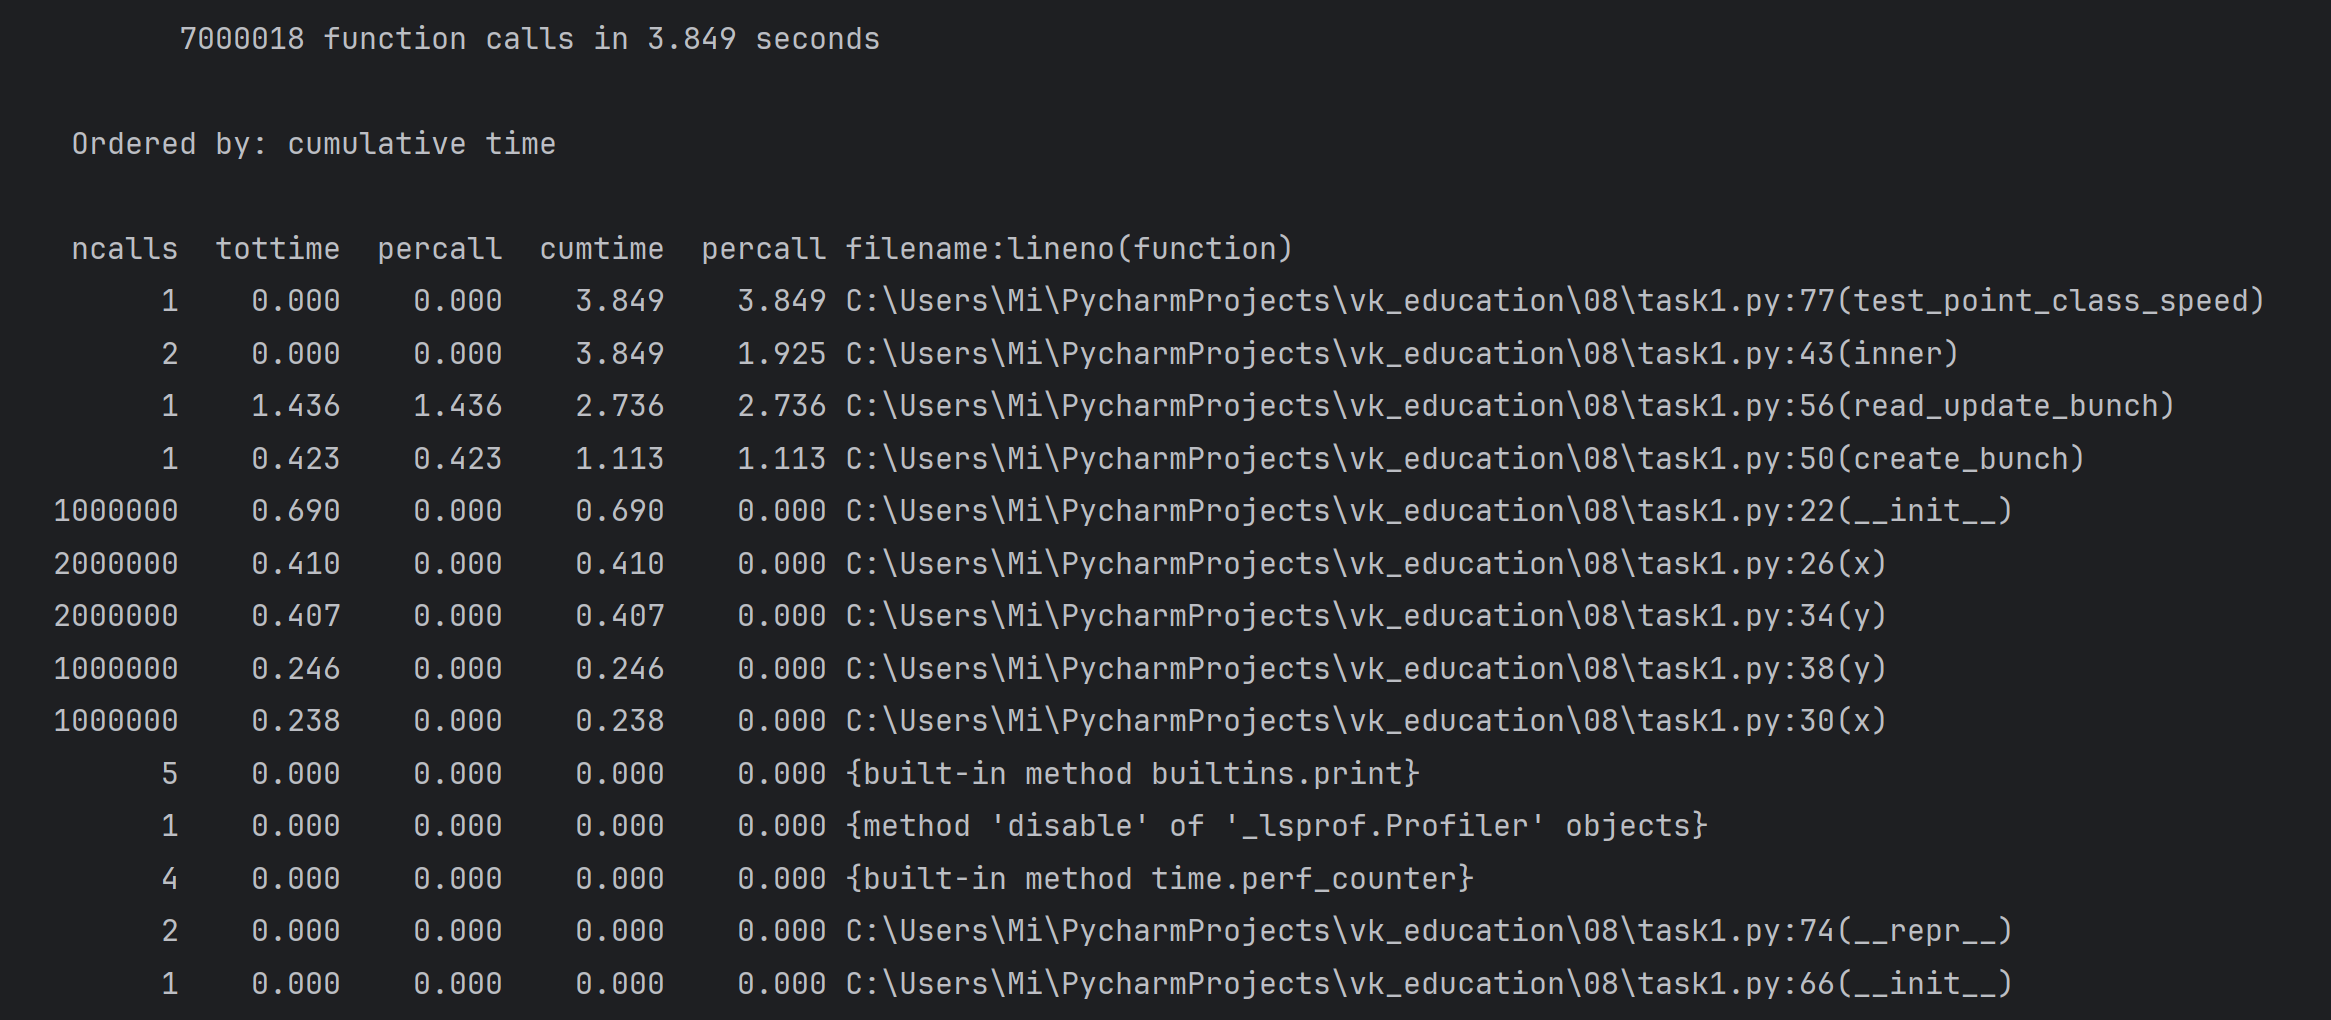 7000018 function calls in 3.849 seconds
Ordered by: cumulative time
ncalls  tottime  percall  cumtime  percall filename:lineno(function)
1    0.000    0.000    3.849    3.849 C:\Users\Mi\PycharmProjects\vk_education\08\task1.py:77(test_point_class_speed)
2    0.000    0.000    3.849    1.925 C:\Users\Mi\PycharmProjects\vk_education\08\task1.py:43(inner)
1    1.436    1.436    2.736    2.736 C:\Users\Mi\PycharmProjects\vk_education\08\task1.py:56(read_update_bunch)
1    0.423    0.423    1.113    1.113 C:\Users\Mi\PycharmProjects\vk_education\08\task1.py:50(create_bunch)
1000000    0.690    0.000    0.690    0.000 C:\Users\Mi\PycharmProjects\vk_education\08\task1.py:22(__init__)
2000000    0.410    0.000    0.410    0.000 C:\Users\Mi\PycharmProjects\vk_education\08\task1.py:26(x)
2000000    0.407    0.000    0.407    0.000 C:\Users\Mi\PycharmProjects\vk_education\08\task1.py:34(y)
1000000    0.246    0.000    0.246    0.000 C:\Users\Mi\PycharmProjects\vk_education\08\task1.py:38(y)
1000000    0.238    0.000    0.238    0.000 C:\Users\Mi\PycharmProjects\vk_education\08\task1.py:30(x)
5    0.000    0.000    0.000    0.000 {built-in method builtins.print}
1    0.000    0.000    0.000    0.000 {method 'disable' of '_lsprof.Profiler' objects}
4    0.000    0.000    0.000    0.000 {built-in method time.perf_counter}
2    0.000    0.000    0.000    0.000 C:\Users\Mi\PycharmProjects\vk_education\08\task1.py:74(__repr__)
1    0.000    0.000    0.000    0.000 C:\Users\Mi\PycharmProjects\vk_education\08\task1.py:66(__init__)